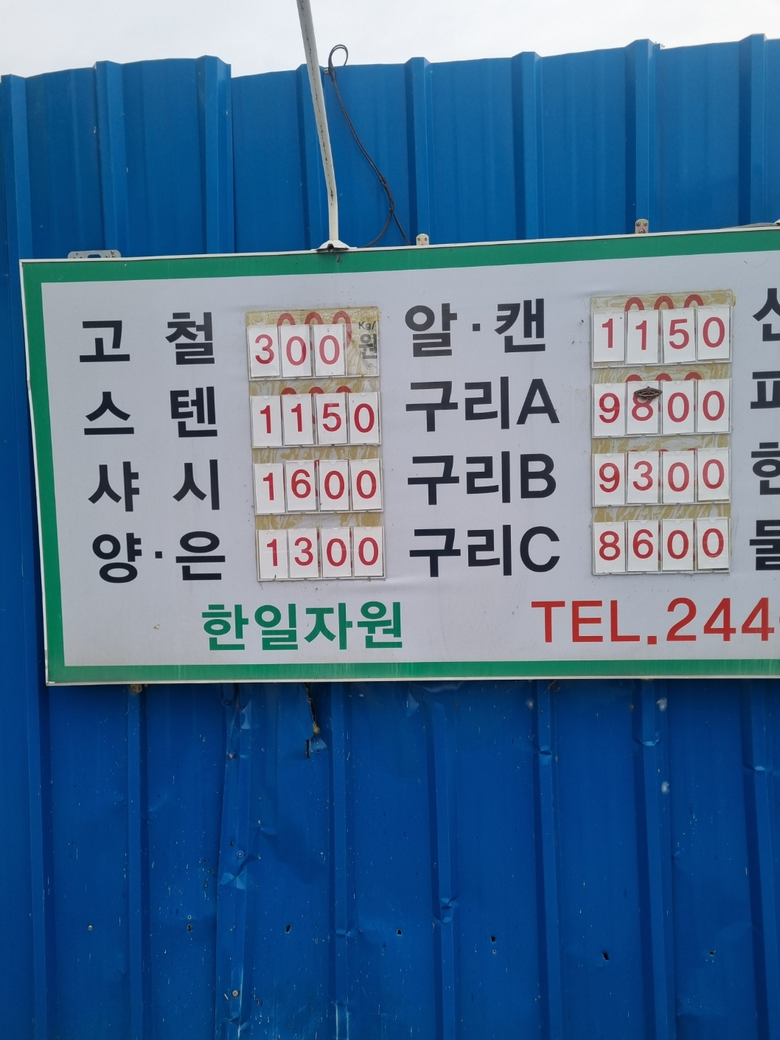 고철 300 Kg/원 알·캔 1150
스텐 1150 구리A 9800
샤시 1600 구리B 9300
양·은 1300 구리C 8600
한일자원 TEL.244